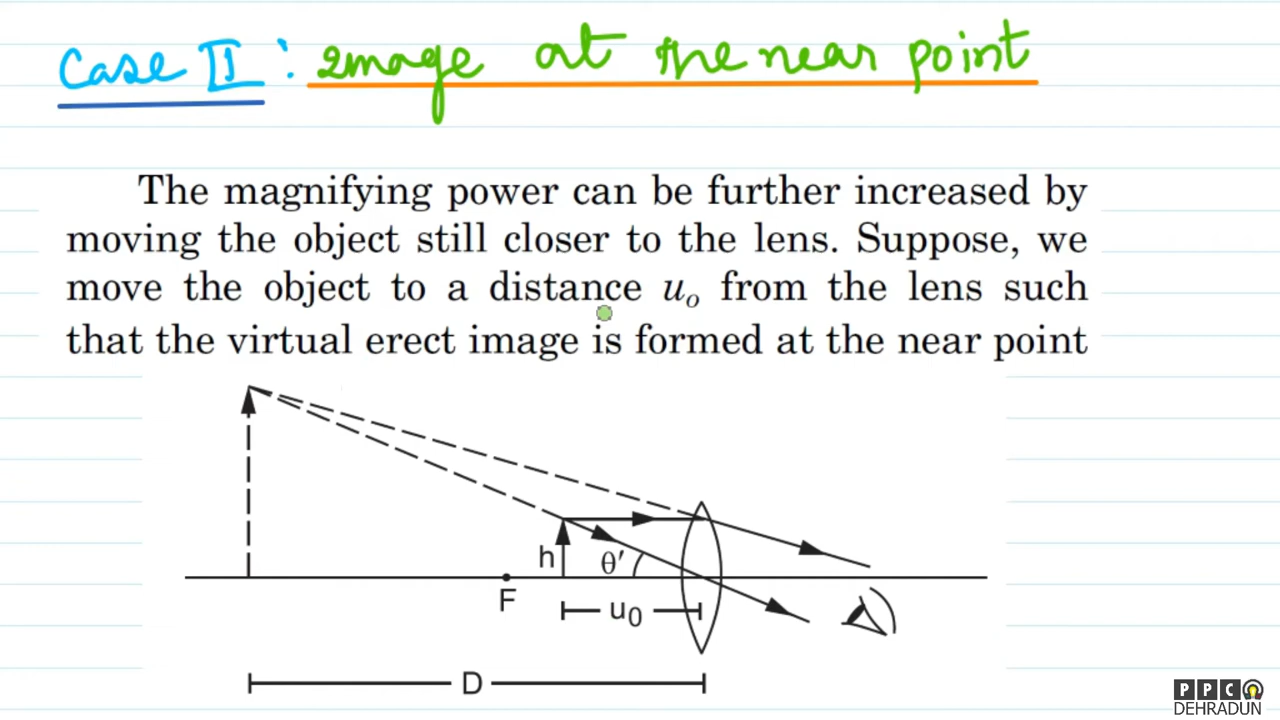 Case II : Image at the near point
The magnifying power can be further increased by
moving the object still closer to the lens. Suppose, we
move the object to a distance uₒ from the lens such
that the virtual erect image is formed at the near point
h
θ′
F
u₀
D
PPC
DEHRADUN